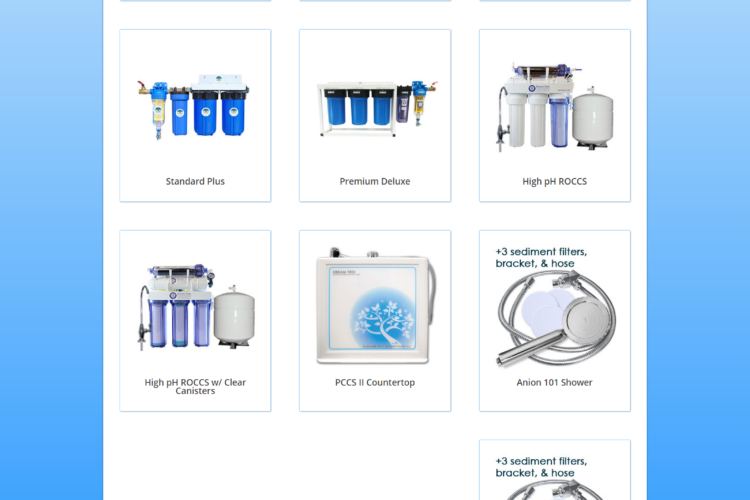 Standard Plus
Premium Deluxe
High pH ROCCS
+3 sediment filters,
bracket, & hose
High pH ROCCS w/ Clear
Canisters
PCCS II Countertop
Anion 101 Shower
+3 sediment filters,
bracket, & hose